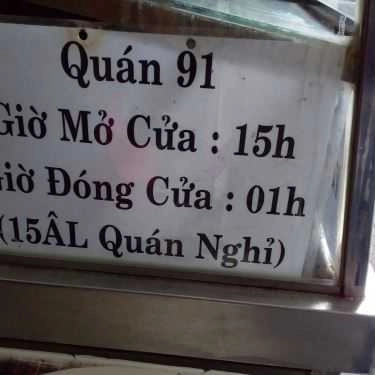 Quán 91
Giờ Mở Cửa : 15h
Giờ Đóng Cửa : 01h
(15ÂL Quán Nghỉ)